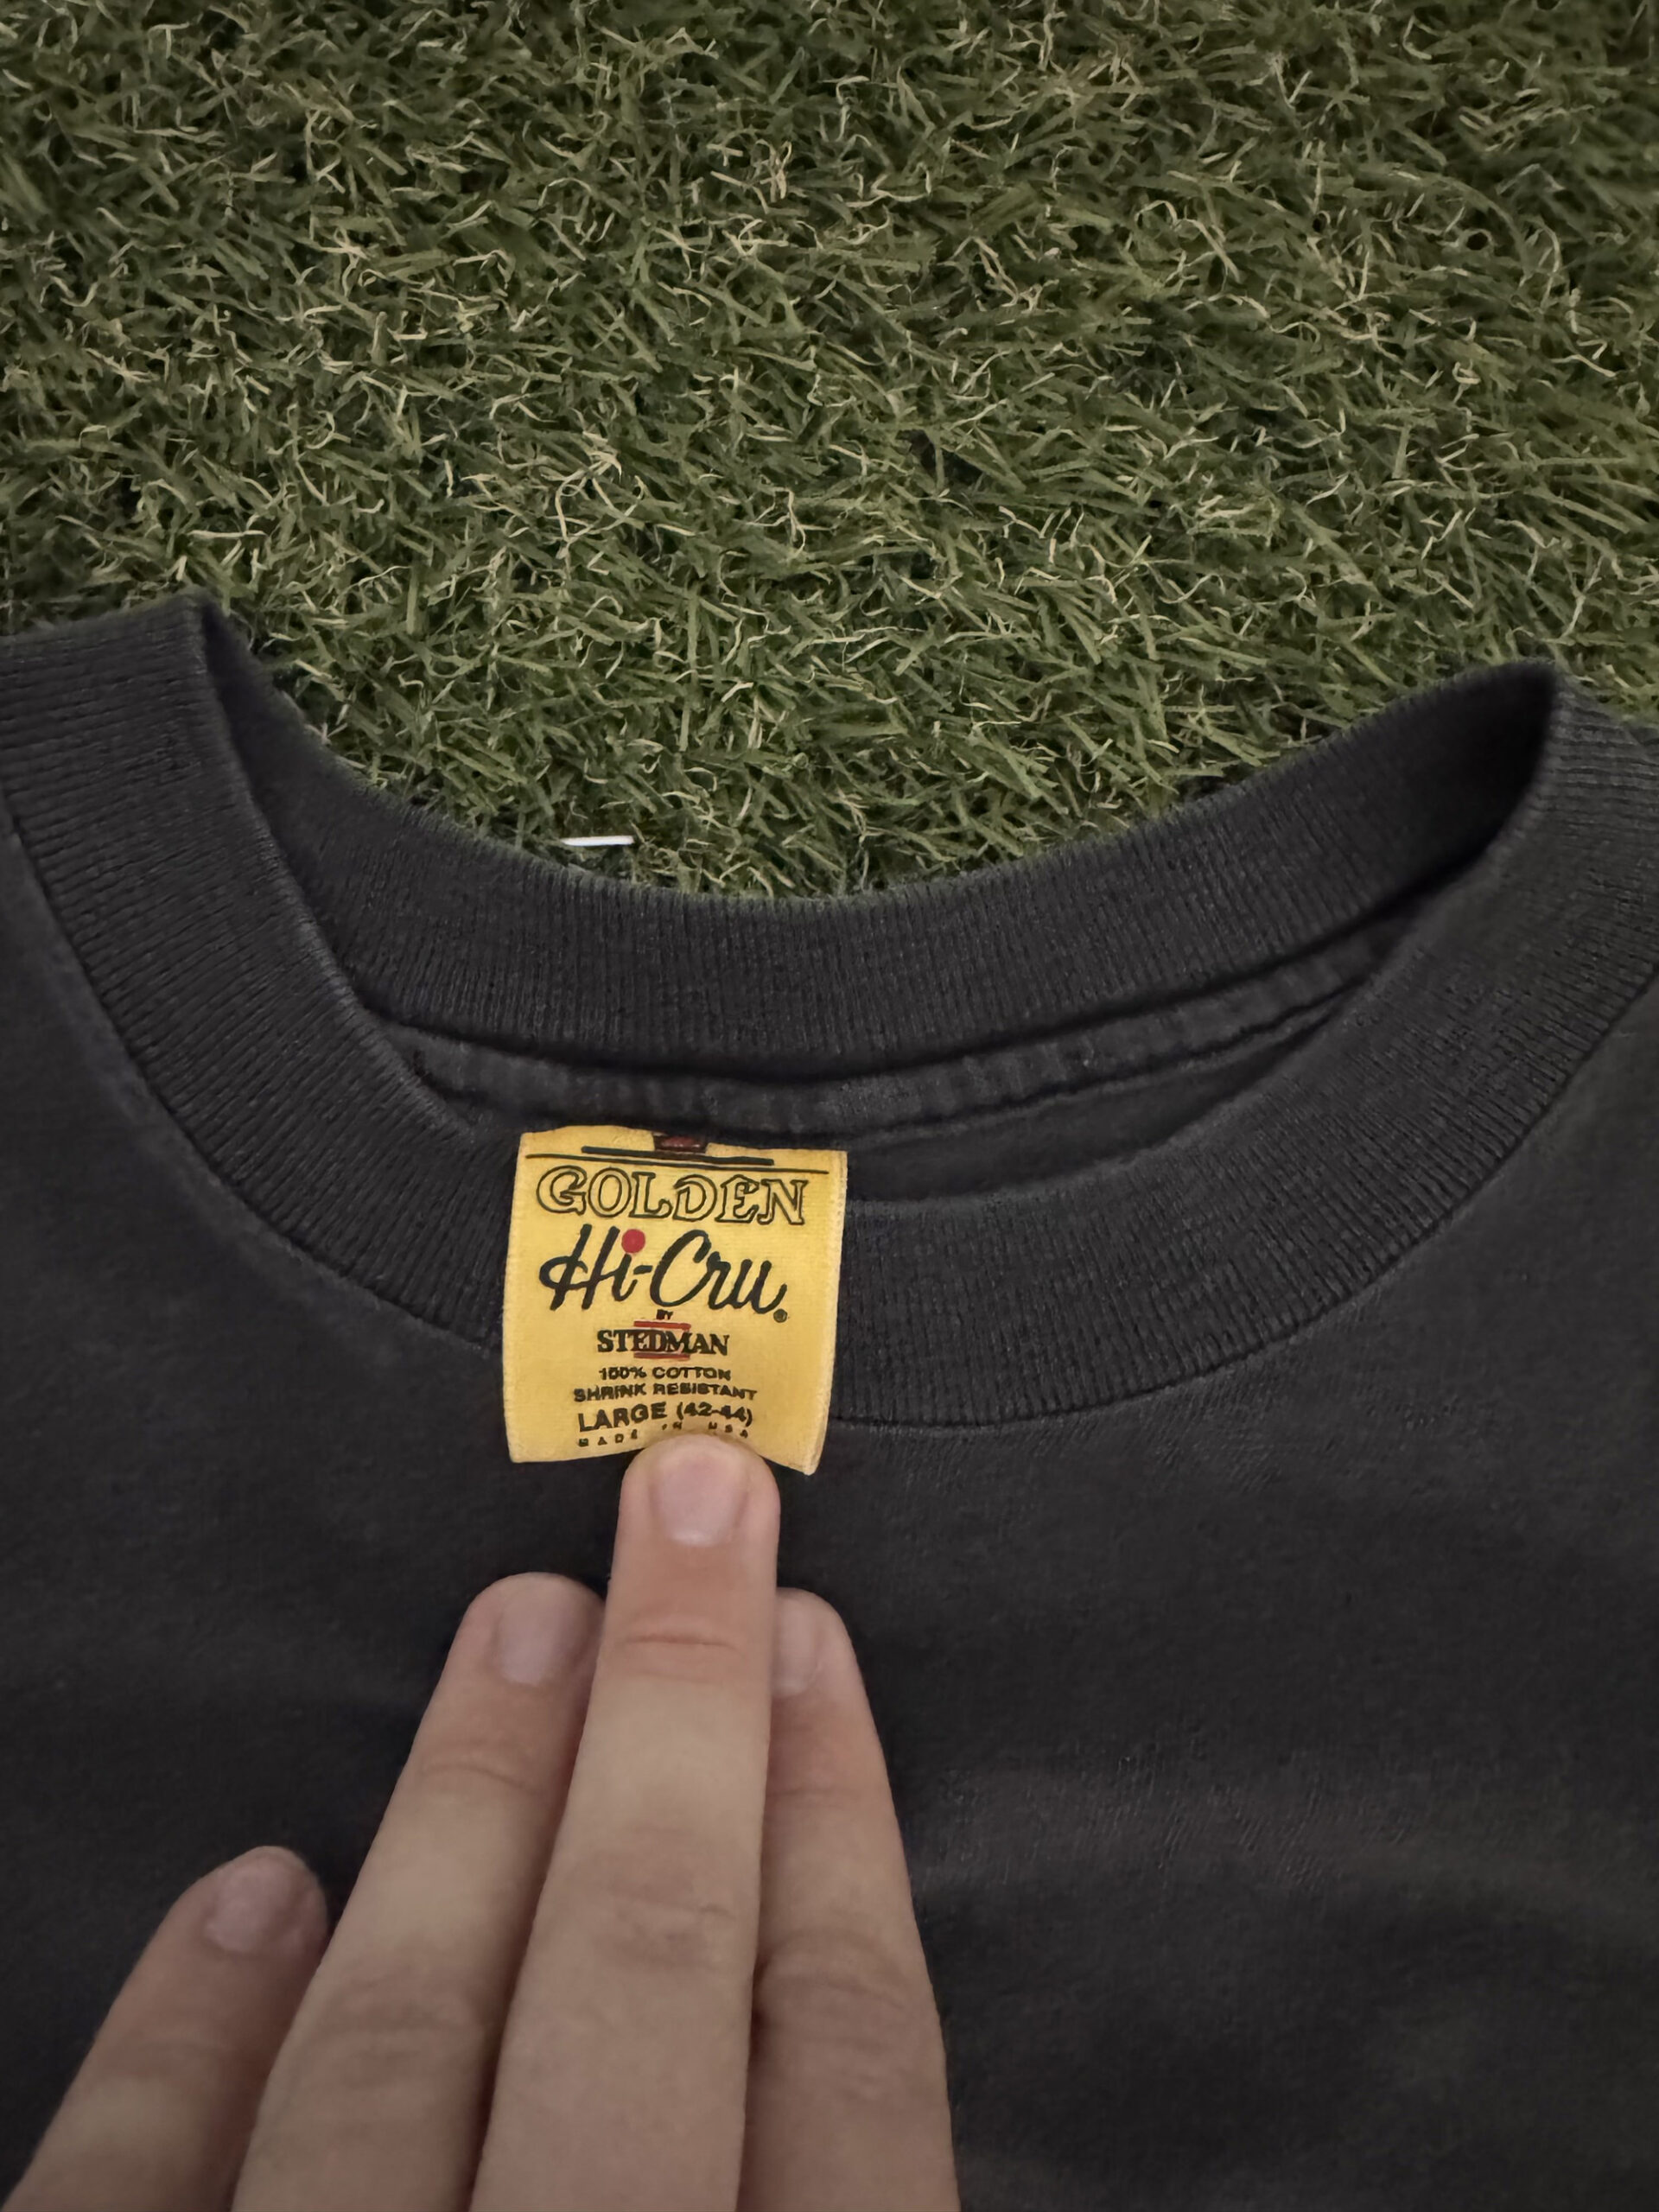 GOLDEN
Hi-Cru®
BY
STEDMAN
100% COTTON
SHRINK RESISTANT
LARGE (42-44)
MADE IN USA